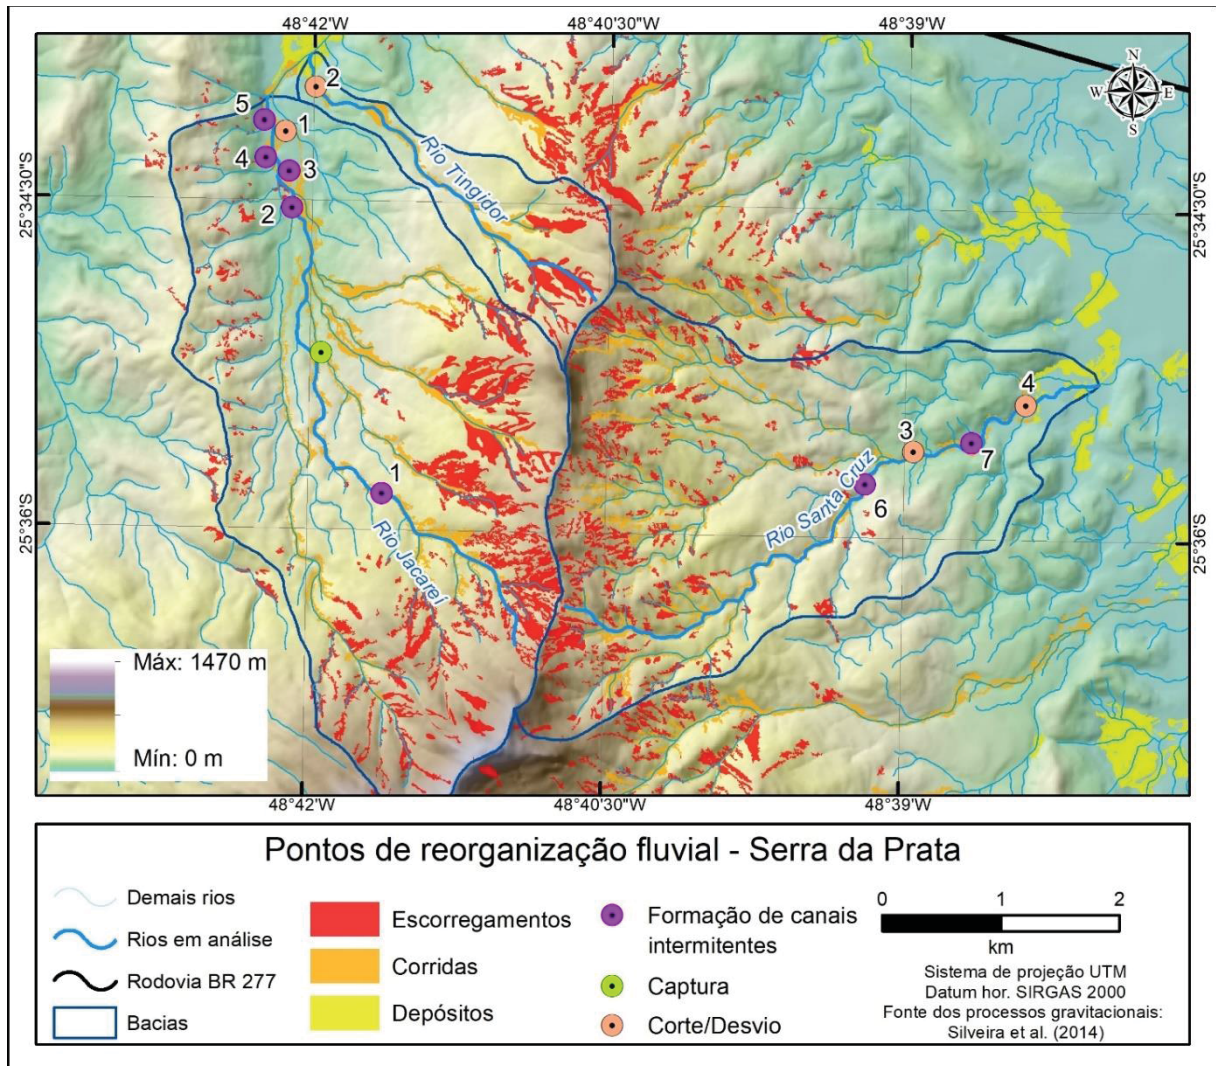 48°42'W
48°40'30"W
48°39'W
N
W
E
S
2
5
1
4
3
2
Rio Tingidor
25°34'30"S
25°34'30"S
4
3
7
1
6
Rio Santa Cruz
Rio Jacareí
25°36'S
25°36'S
Máx: 1470 m
Mín: 0 m
48°42'W
48°40'30"W
48°39'W
Pontos de reorganização fluvial - Serra da Prata
Demais rios
Rios em análise
Rodovia BR 277
Bacias
Escorregamentos
Corridas
Depósitos
Formação de canais
intermitentes
Captura
Corte/Desvio
0
1
2
km
Sistema de projeção UTM
Datum hor. SIRGAS 2000
Fonte dos processos gravitacionais:
Silveira et al. (2014)